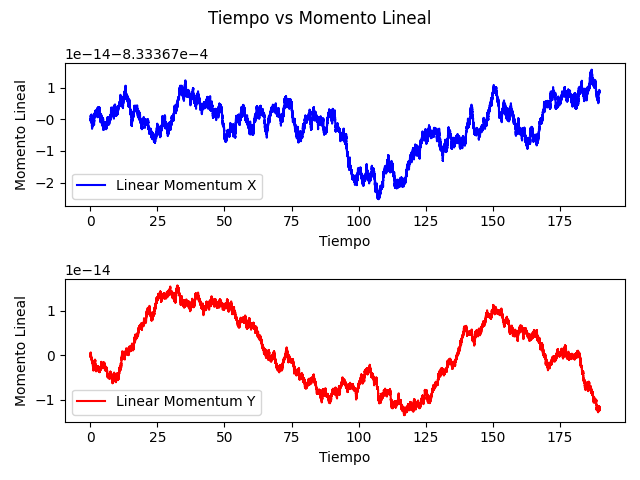 Tiempo vs Momento Lineal
1e−14−8.33367e−4
Momento Lineal
1
−0
−1
−2
Linear Momentum X
0 25 50 75 100 125 150 175
Tiempo
1e−14
Momento Lineal
1
0
−1
Linear Momentum Y
0 25 50 75 100 125 150 175
Tiempo